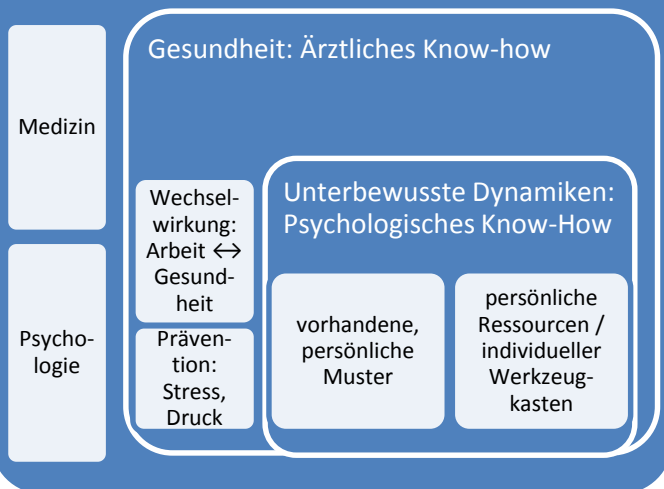 Medizin
Psycho-
logie
Gesundheit: Ärztliches Know-how
Wechsel-
wirkung:
Arbeit ↔
Gesund-
heit
Präven-
tion:
Stress,
Druck
Unterbewusste Dynamiken:
Psychologisches Know-How
vorhandene,
persönliche
Muster
persönliche
Ressourcen /
individueller
Werkzeug-
kasten